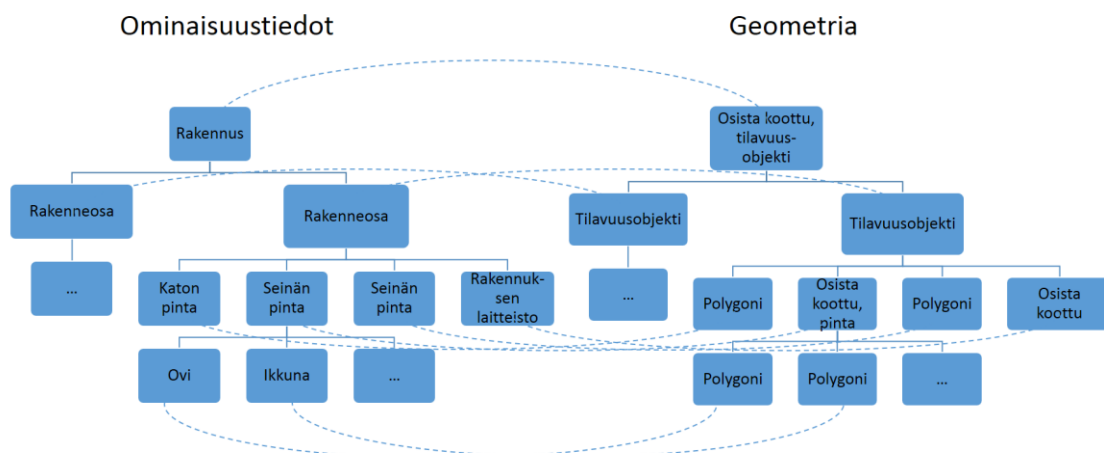 Ominaisuustiedot
Geometria
Rakennus
Osista koottu,
tilavuus-
objekti
Rakenneosa
Rakenneosa
Tilavuusobjekti
Tilavuusobjekti
...
Katon
pinta
Seinän
pinta
Seinän
pinta
Rakennuk-
sen
laitteisto
...
Polygoni
Osista
koottu,
pinta
Polygoni
Osista
koottu
Ovi
Ikkuna
...
Polygoni
Polygoni
...